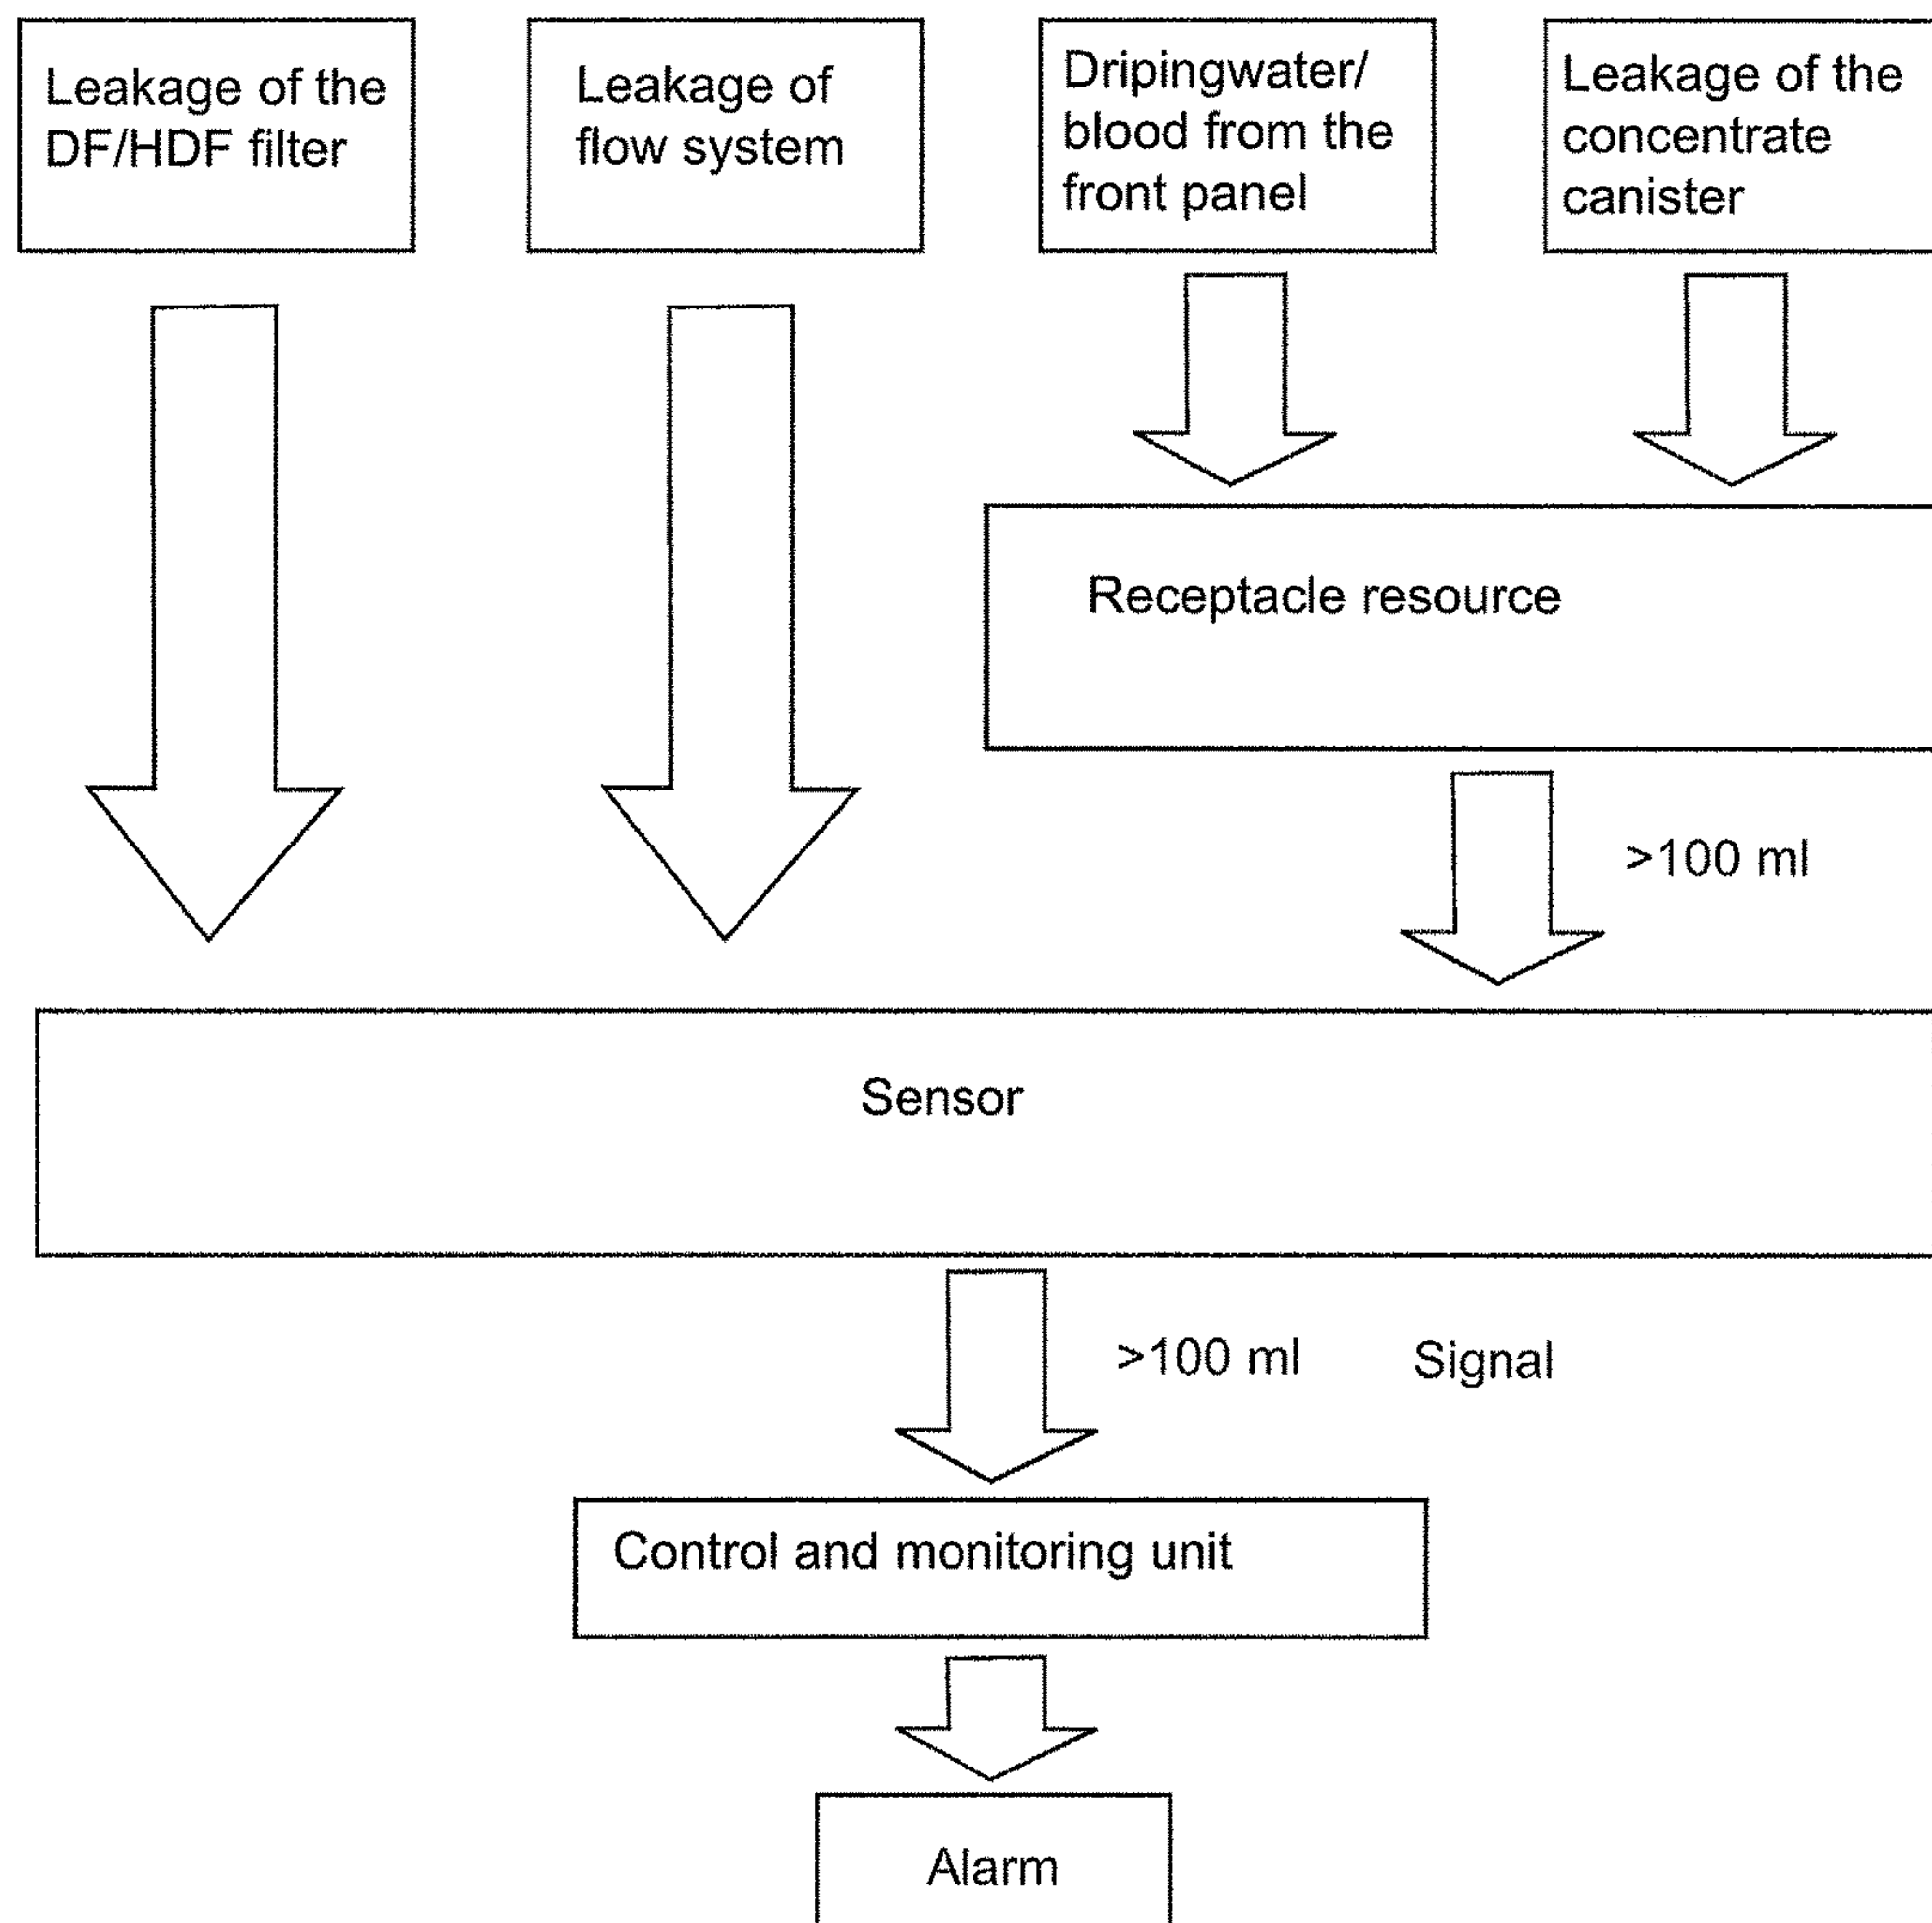 Leakage of the
DF/HDF filter
Leakage of
flow system
Dripingwater/
blood from the
front panel
Leakage of the
concentrate
canister
Receptacle resource
>100 ml
Sensor
>100 ml Signal
Control and monitoring unit
Alarm